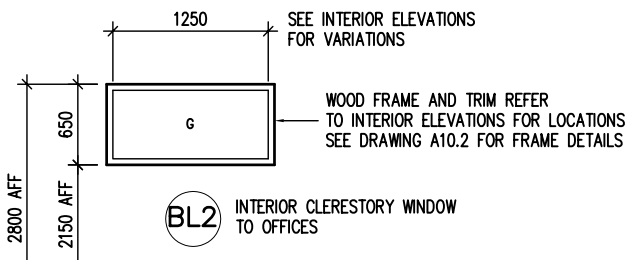 1250
SEE INTERIOR ELEVATIONS
FOR VARIATIONS
650
G
WOOD FRAME AND TRIM REFER
TO INTERIOR ELEVATIONS FOR LOCATIONS
SEE DRAWING A10.2 FOR FRAME DETAILS
2800 AFF
2150 AFF
BL2
INTERIOR CLERESTORY WINDOW
TO OFFICES